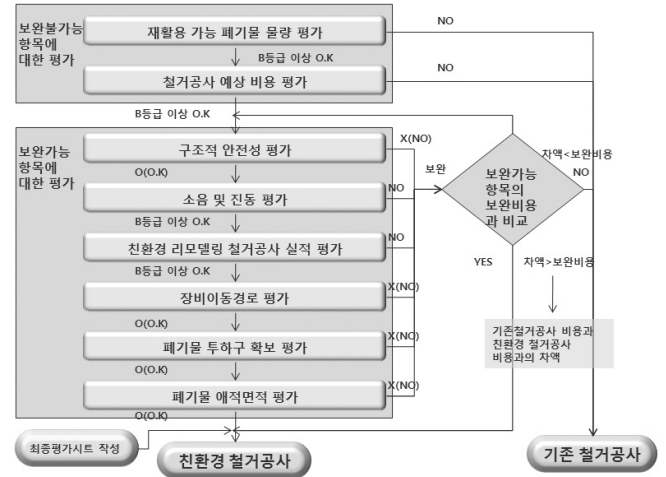 보완불가능
항목에
대한 평가
재활용 가능 폐기물 물량 평가
NO
B등급 이상 O.K
철거공사 예상 비용 평가
NO
B등급 이상 O.K
보완가능
항목에
대한 평가
구조적 안전성 평가
X(NO)
O(O.K)
소음 및 진동 평가
NO
B등급 이상 O.K
친환경 리모델링 철거공사 실적 평가
NO
B등급 이상 O.K
장비이동경로 평가
X(NO)
O(O.K)
폐기물 투하구 확보 평가
X(NO)
O(O.K)
폐기물 애적면적 평가
X(NO)
O(O.K)
보완
보완가능
항목의
보완비용
과 비교
차액<보완비용
NO
YES
차액>보완비용
기존철거공사 비용과
친환경 철거공사
비용과의 차액
최종평가시트 작성
친환경 철거공사
기존 철거공사